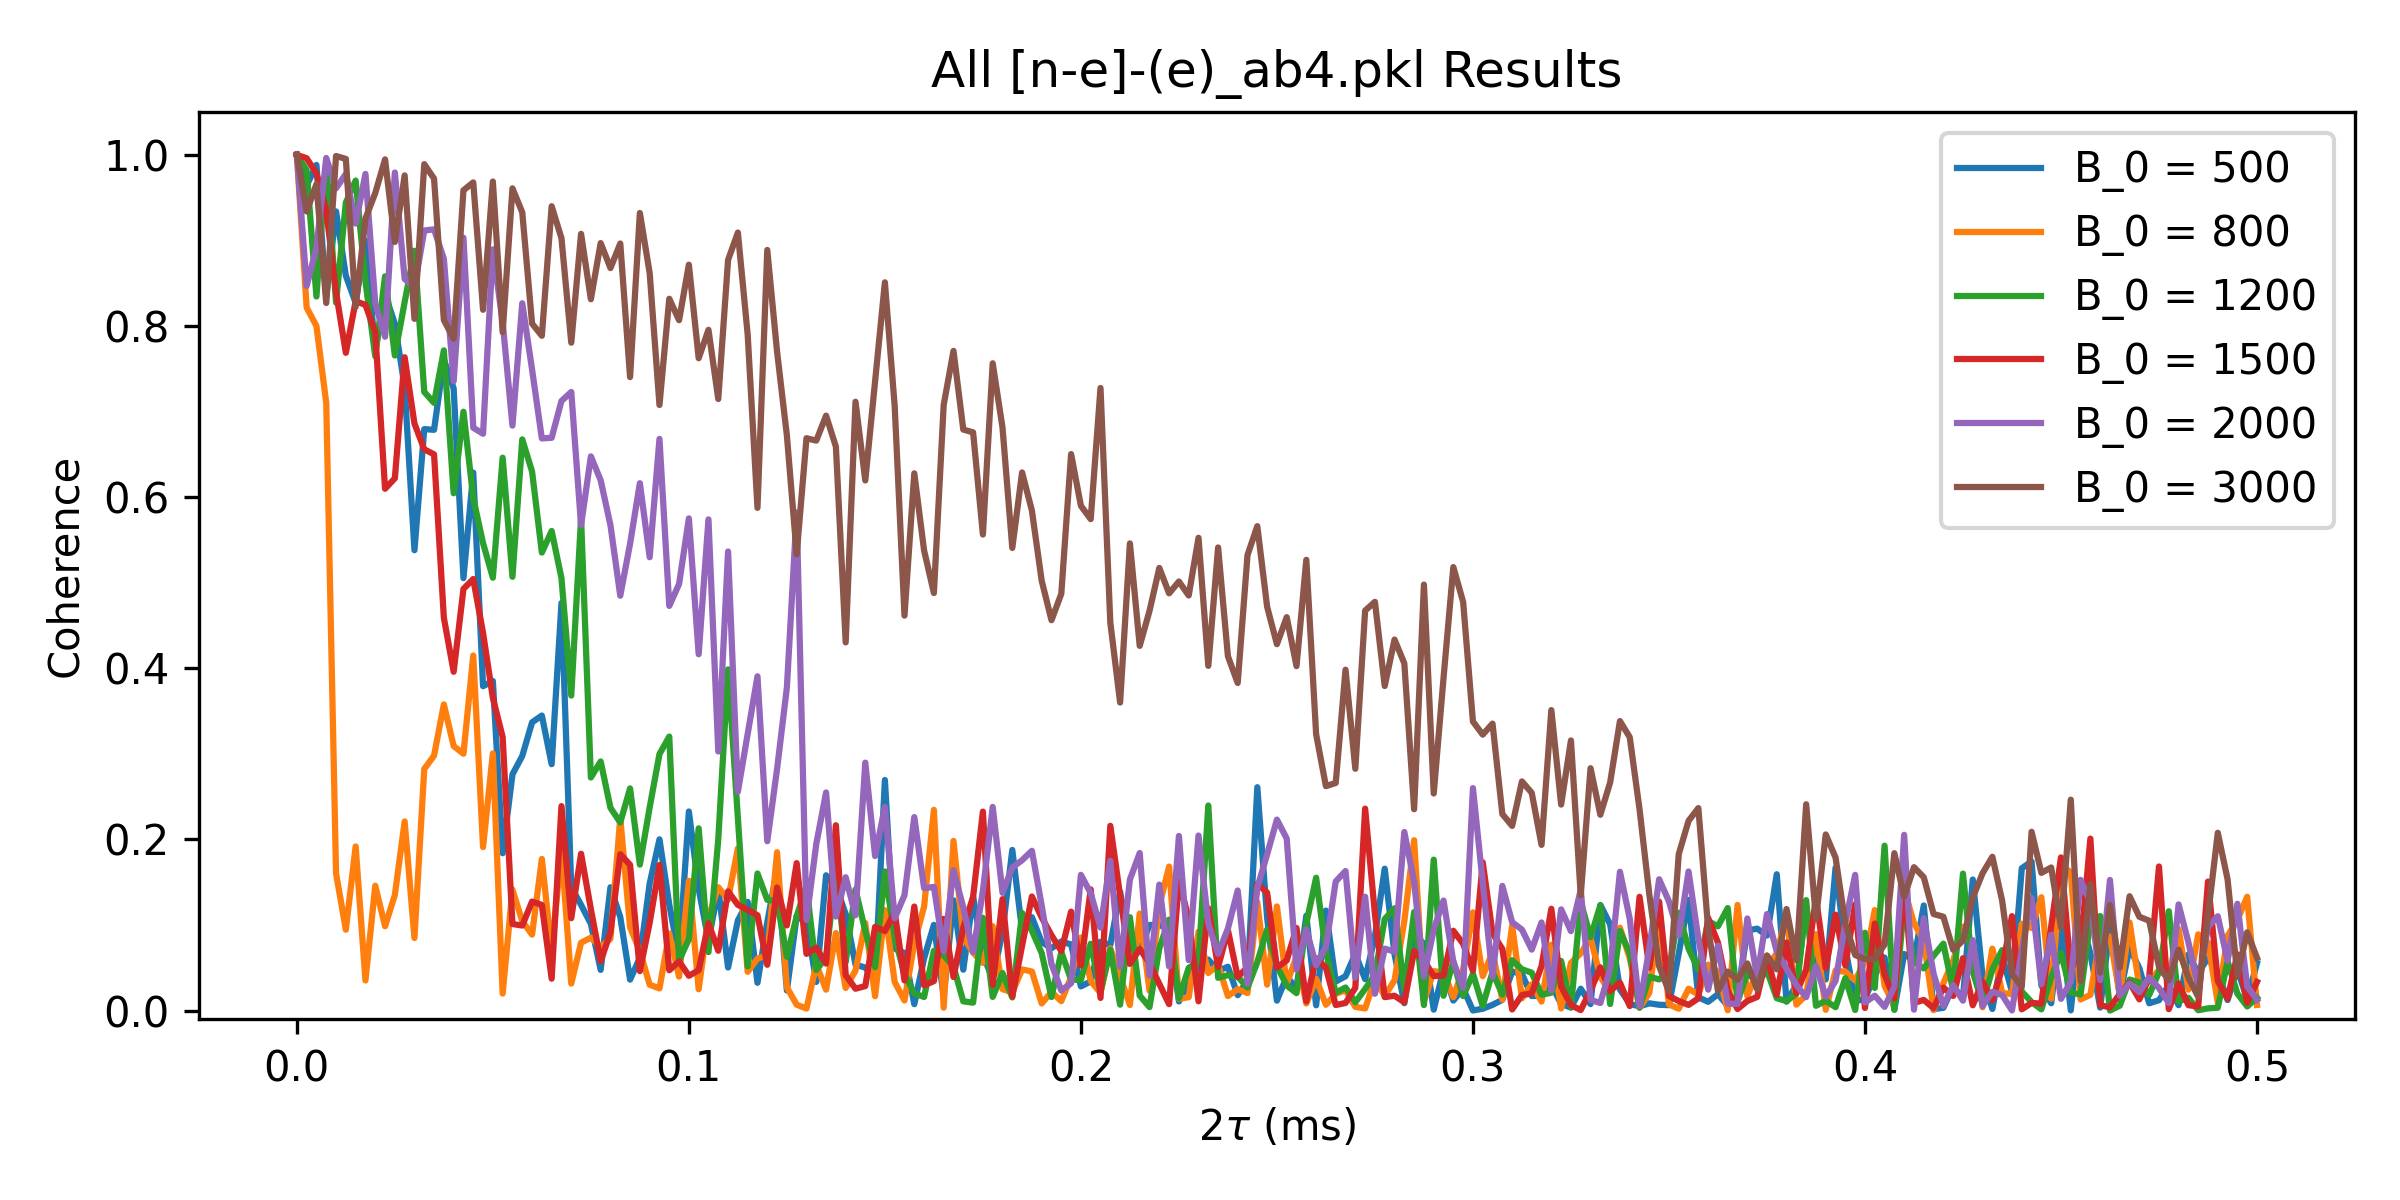 All [n-e]-(e)_ab4.pkl Results
Coherence
1.0
0.8
0.6
0.4
0.2
0.0
B_0 = 500
B_0 = 800
B_0 = 1200
B_0 = 1500
B_0 = 2000
B_0 = 3000
0.0 0.1 0.2 0.3 0.4 0.5
2τ (ms)